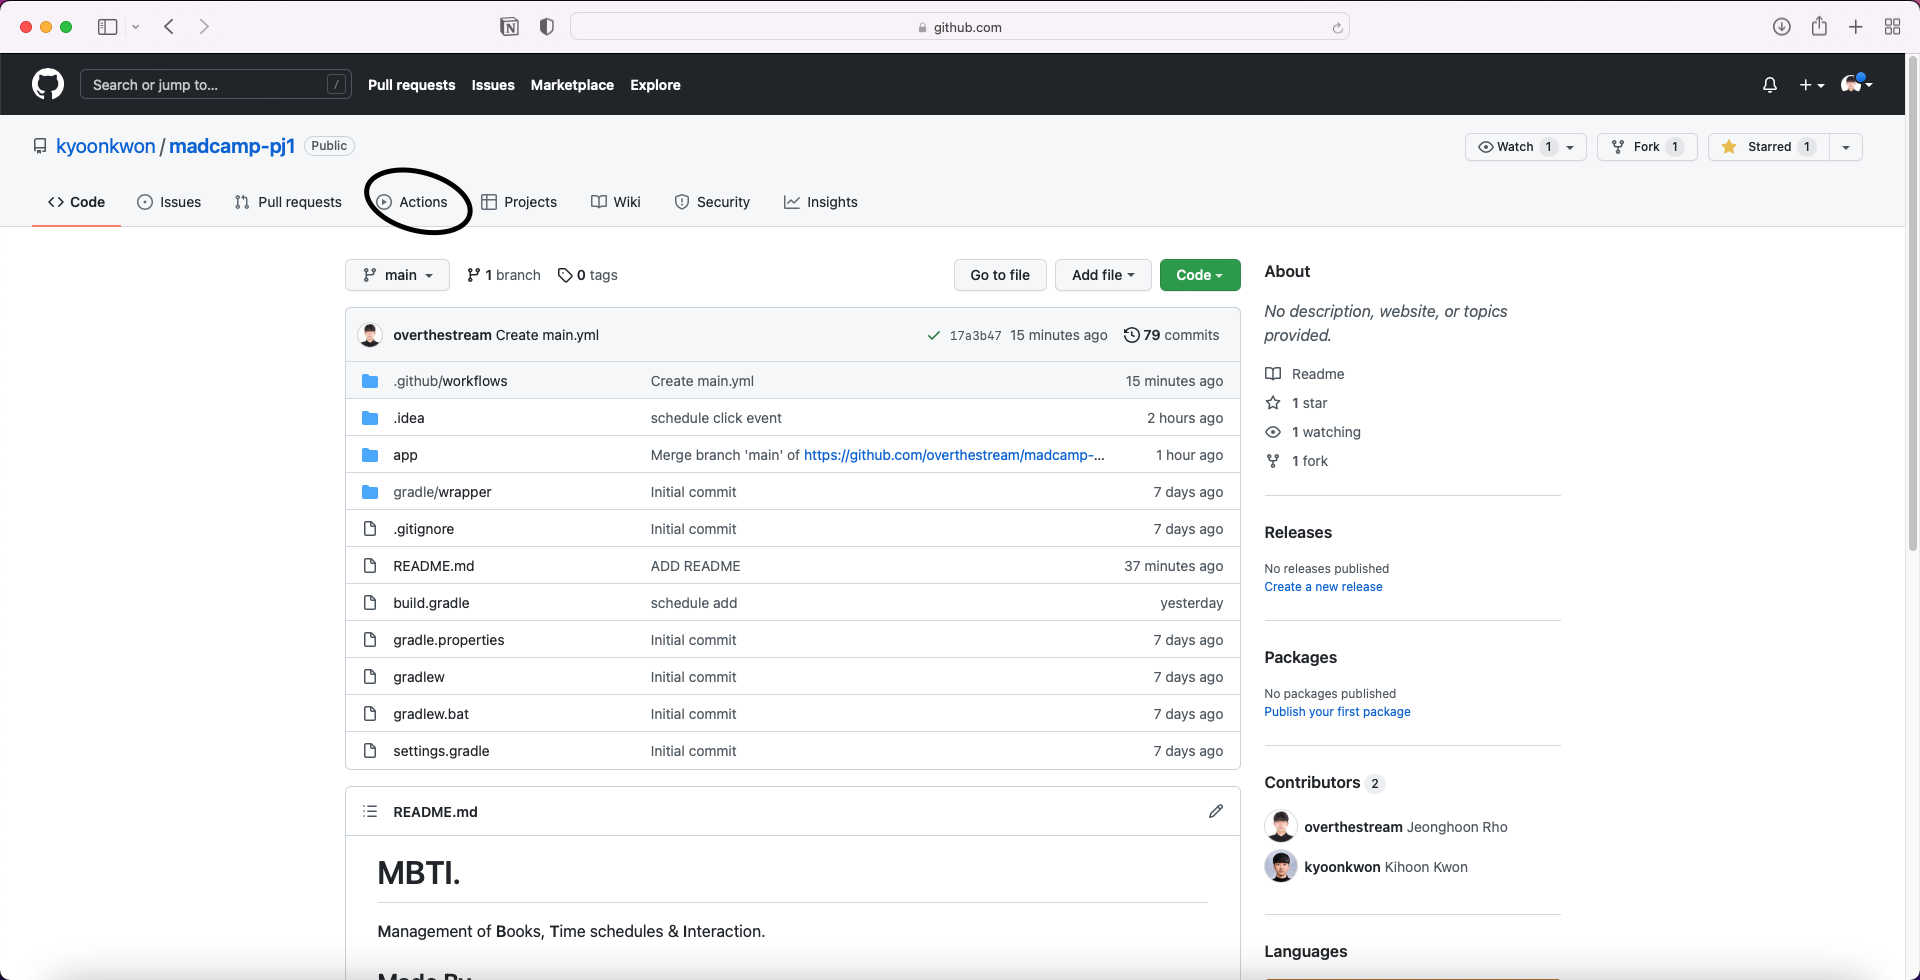 github.com
Search or jump to... / Pull requests Issues Marketplace Explore
kyoonkwon / madcamp-pj1 Public Watch 1 Fork 1 Starred 1
Code Issues Pull requests Actions Projects Wiki Security Insights
main 1 branch 0 tags Go to file Add file Code
overthestream Create main.yml 17a3b47 15 minutes ago 79 commits
.github/workflows Create main.yml 15 minutes ago
.idea schedule click event 2 hours ago
app Merge branch 'main' of https://github.com/overthestream/madcamp-... 1 hour ago
gradle/wrapper Initial commit 7 days ago
.gitignore Initial commit 7 days ago
README.md ADD README 37 minutes ago
build.gradle schedule add yesterday
gradle.properties Initial commit 7 days ago
gradlew Initial commit 7 days ago
gradlew.bat Initial commit 7 days ago
settings.gradle Initial commit 7 days ago
README.md
MBTI.
Management of Books, Time schedules & Interaction.
Made By
About
No description, website, or topics
provided.
Readme
1 star
1 watching
1 fork
Releases
No releases published
Create a new release
Packages
No packages published
Publish your first package
Contributors 2
overthestream Jeonghoon Rho
kyoonkwon Kihoon Kwon
Languages